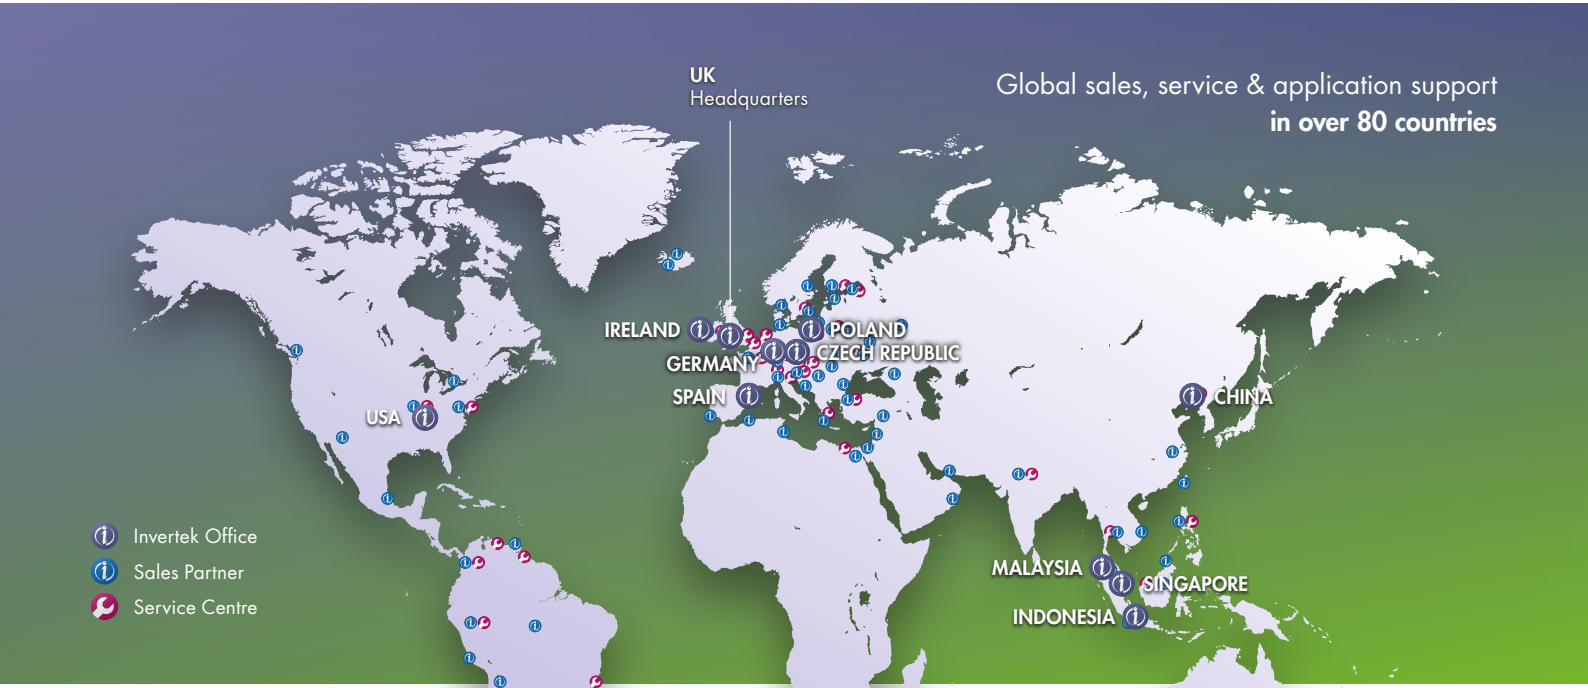 UK
Headquarters
Global sales, service & application support
in over 80 countries
IRELAND
POLAND
GERMANY
CZECH REPUBLIC
SPAIN
USA
CHINA
Invertek Office
Sales Partner
Service Centre
MALAYSIA
SINGAPORE
INDONESIA